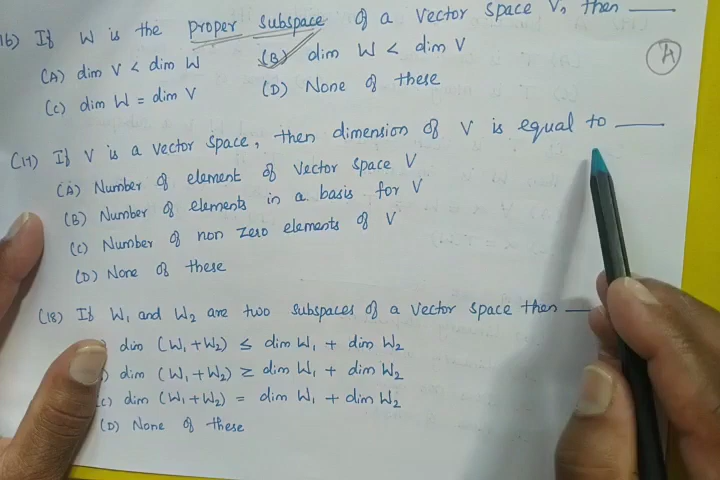 16) If W is the proper subspace of a vector space V, then ____
(A) dim V < dim W (B) dim W < dim V
(C) dim W = dim V (D) None of these
A
(17) If V is a vector space, then dimension of V is equal to ____
(A) Number of element of vector space V
(B) Number of elements in a basis for V
(C) Number of non zero elements of V
(D) None of these
(18) If W₁ and W₂ are two subspaces of a vector space then __
) dim (W₁+W₂) ≤ dim W₁ + dim W₂
) dim (W₁+W₂) ≥ dim W₁ + dim W₂
(C) dim (W₁+W₂) = dim W₁ + dim W₂
(D) None of these